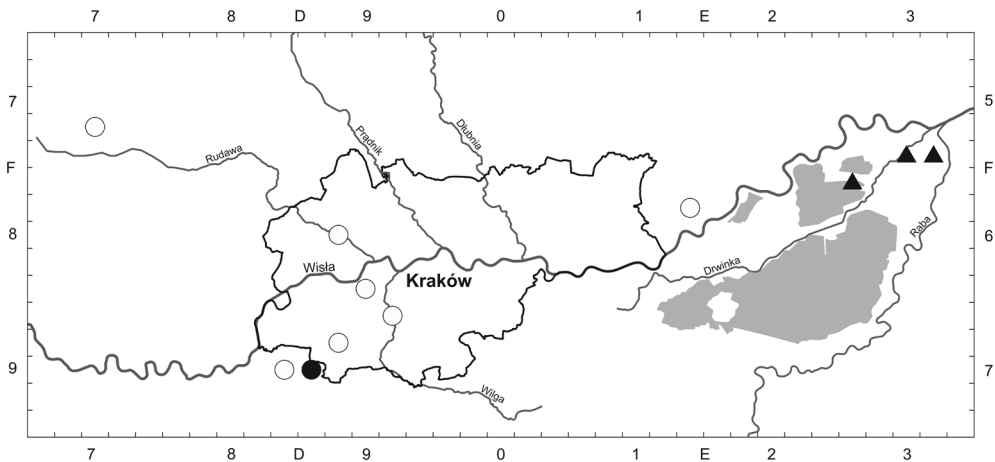 7 8 D 9 0 1 E 2 3
7 5
Prądnik
Dłubnia
Rudawa
F F
8 6
Raba
Wisła
Drwinka
Kraków
9 7
Wilga
7 8 D 9 0 1 E 2 3